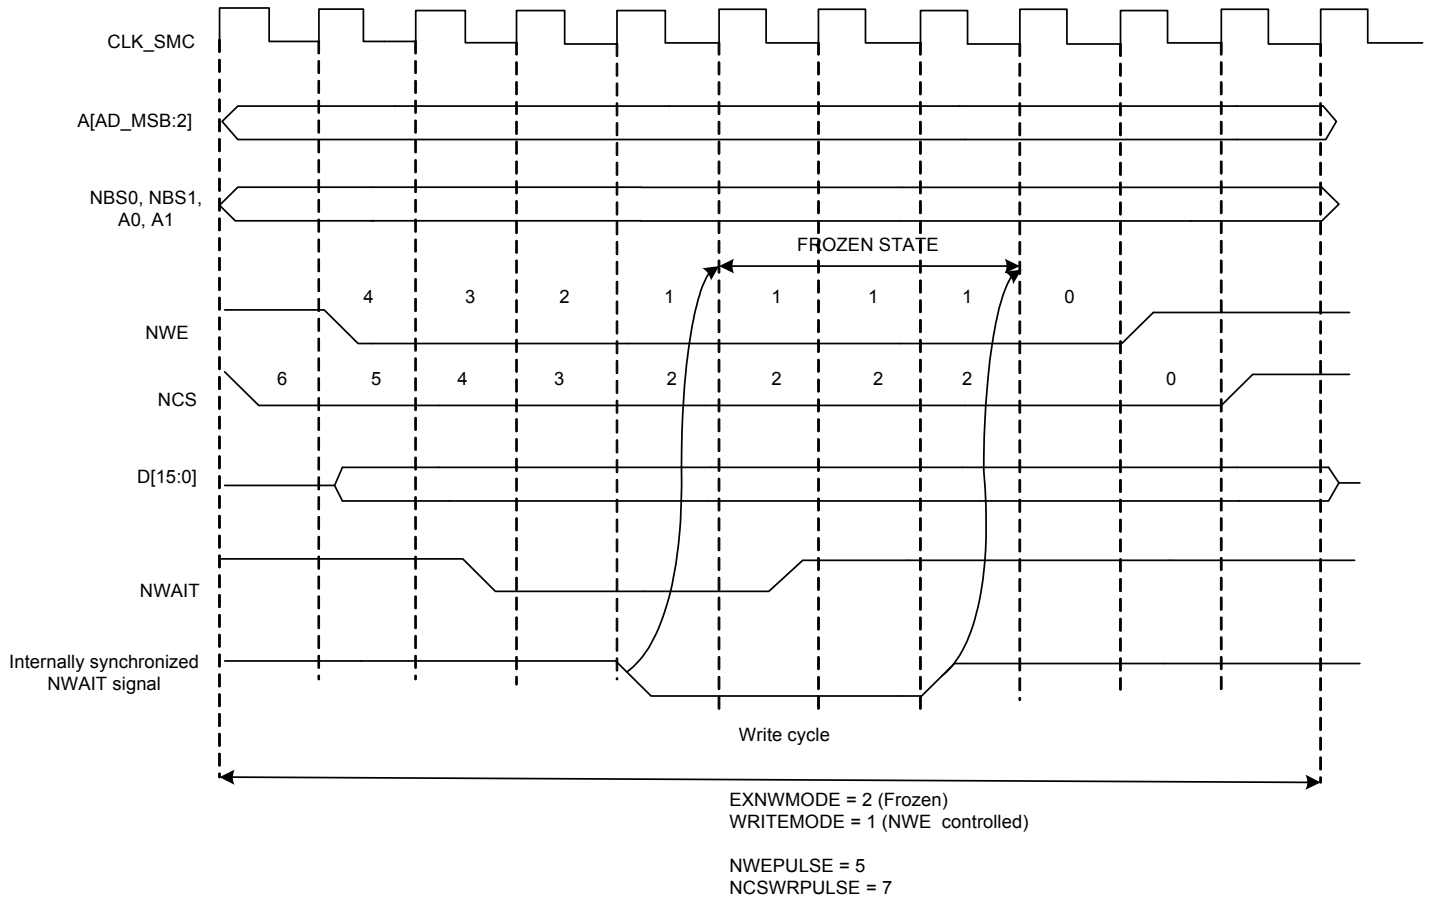 CLK_SMC
A[AD_MSB:2]
NBS0, NBS1,
A0, A1
FROZEN STATE
4 3 2 1 1 1 1 0
NWE
6 5 4 3 2 2 2 2 0
NCS
D[15:0]
NWAIT
Internally synchronized
NWAIT signal
Write cycle
EXNWMODE = 2 (Frozen)
WRITEMODE = 1 (NWE controlled)
NWEPULSE = 5
NCSWRPULSE = 7